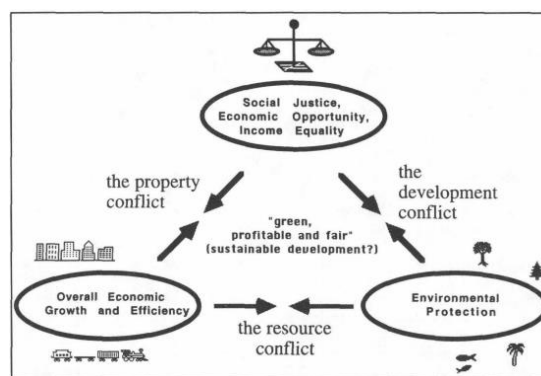 Social Justice,
Economic Opportunity,
Income Equality
the property
conflict
the
development
conflict
"green,
profitable and fair"
(sustainable development?)
Overall Economic
Growth and Efficiency
Environmental
Protection
the resource
conflict